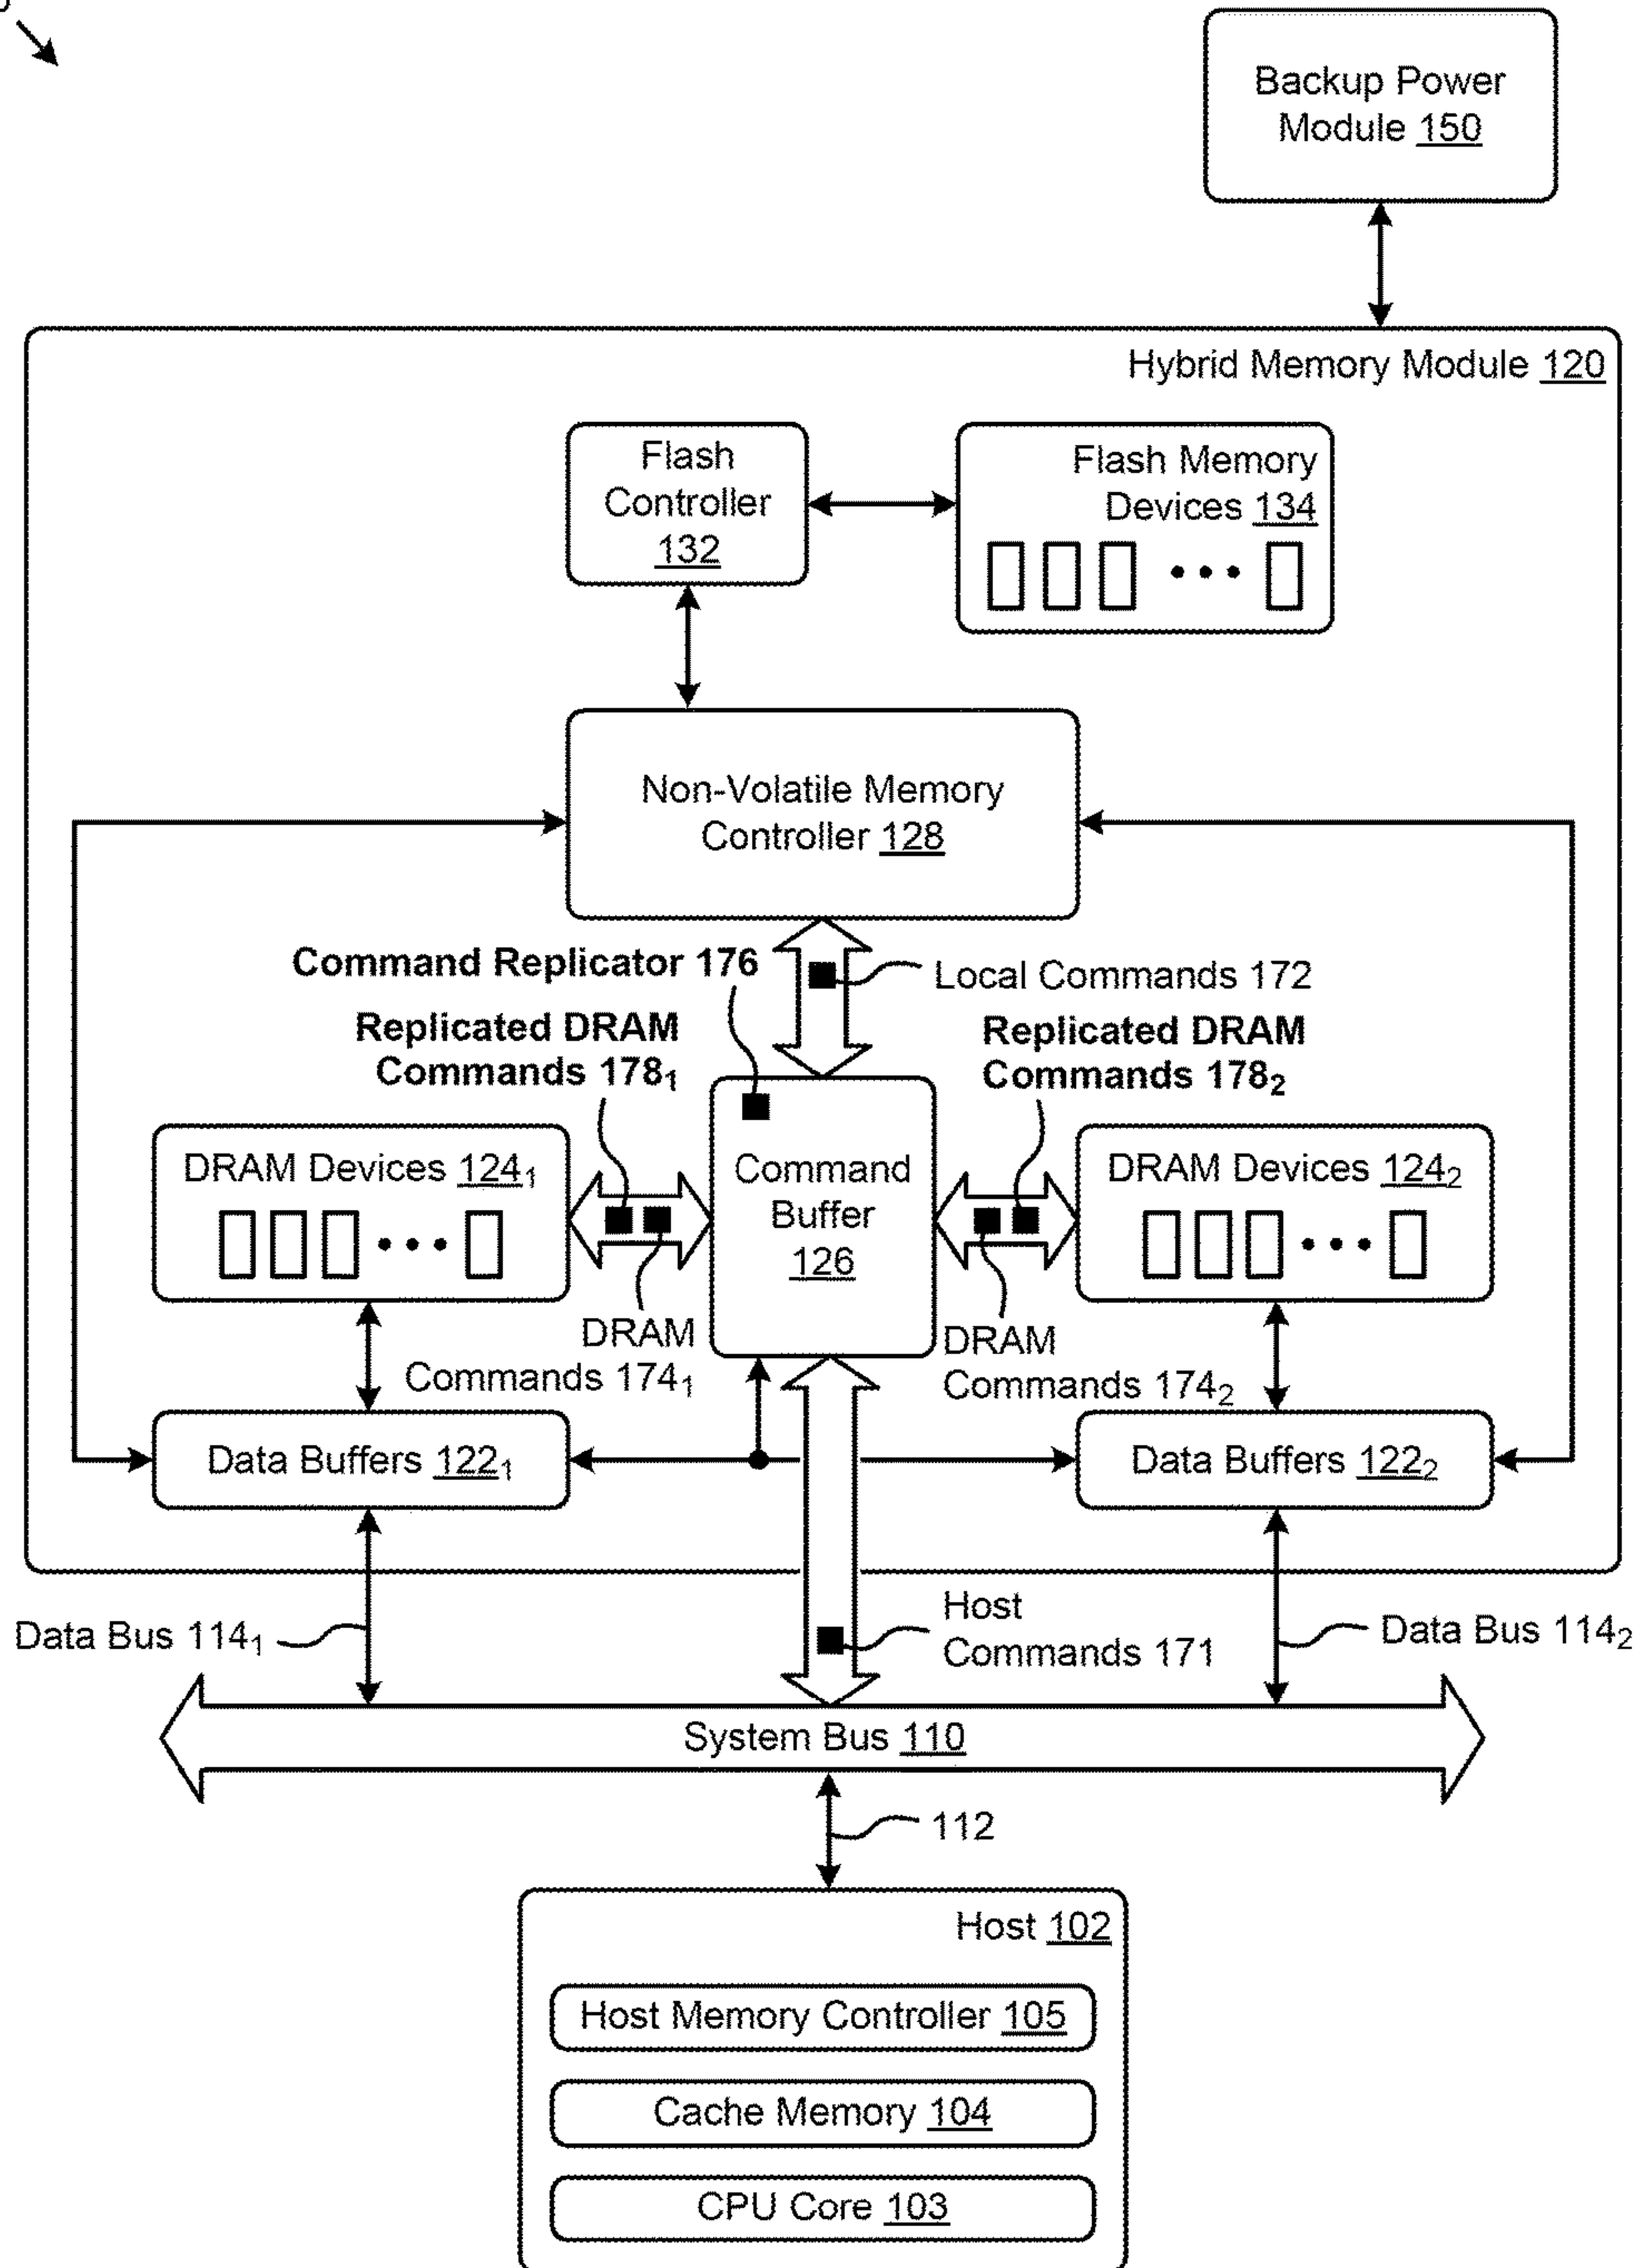 Backup Power
Module 150
Hybrid Memory Module 120
Flash
Controller
132
Flash Memory
Devices 134
Non-Volatile Memory
Controller 128
Command Replicator 176
Local Commands 172
Replicated DRAM
Commands 178₁
Replicated DRAM
Commands 178₂
DRAM Devices 124₁
Command
Buffer
126
DRAM Devices 124₂
DRAM
Commands 174₁
DRAM
Commands 174₂
Data Buffers 122₁
Data Buffers 122₂
Data Bus 114₁
Host
Commands 171
Data Bus 114₂
System Bus 110
112
Host 102
Host Memory Controller 105
Cache Memory 104
CPU Core 103